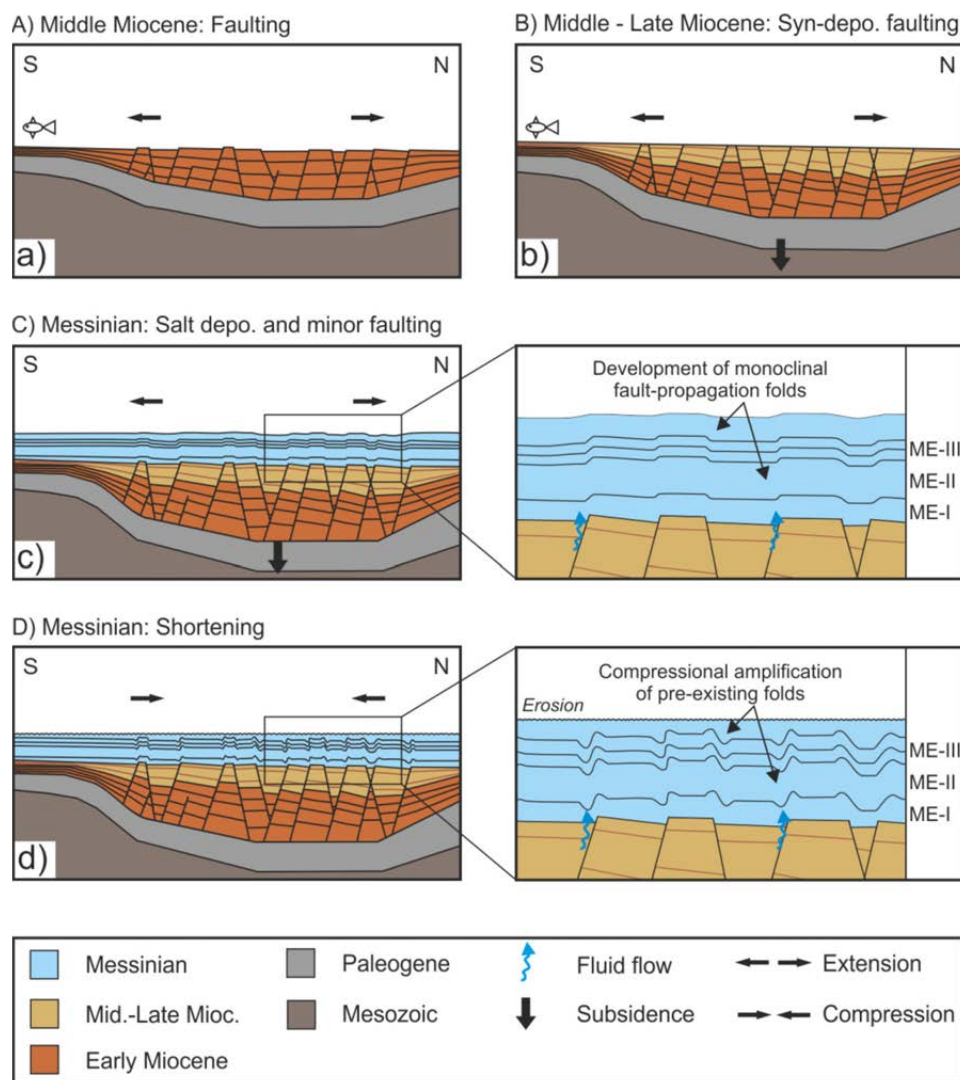 A) Middle Miocene: Faulting
S
N
a)
B) Middle - Late Miocene: Syn-depo. faulting
S
N
b)
C) Messinian: Salt depo. and minor faulting
S
N
c)
Development of monoclinal
fault-propagation folds
ME-III
ME-II
ME-I
D) Messinian: Shortening
S
N
d)
Compressional amplification
of pre-existing folds
Erosion
ME-III
ME-II
ME-I
Messinian
Paleogene
Fluid flow
Extension
Mid.-Late Mioc.
Mesozoic
Subsidence
Compression
Early Miocene